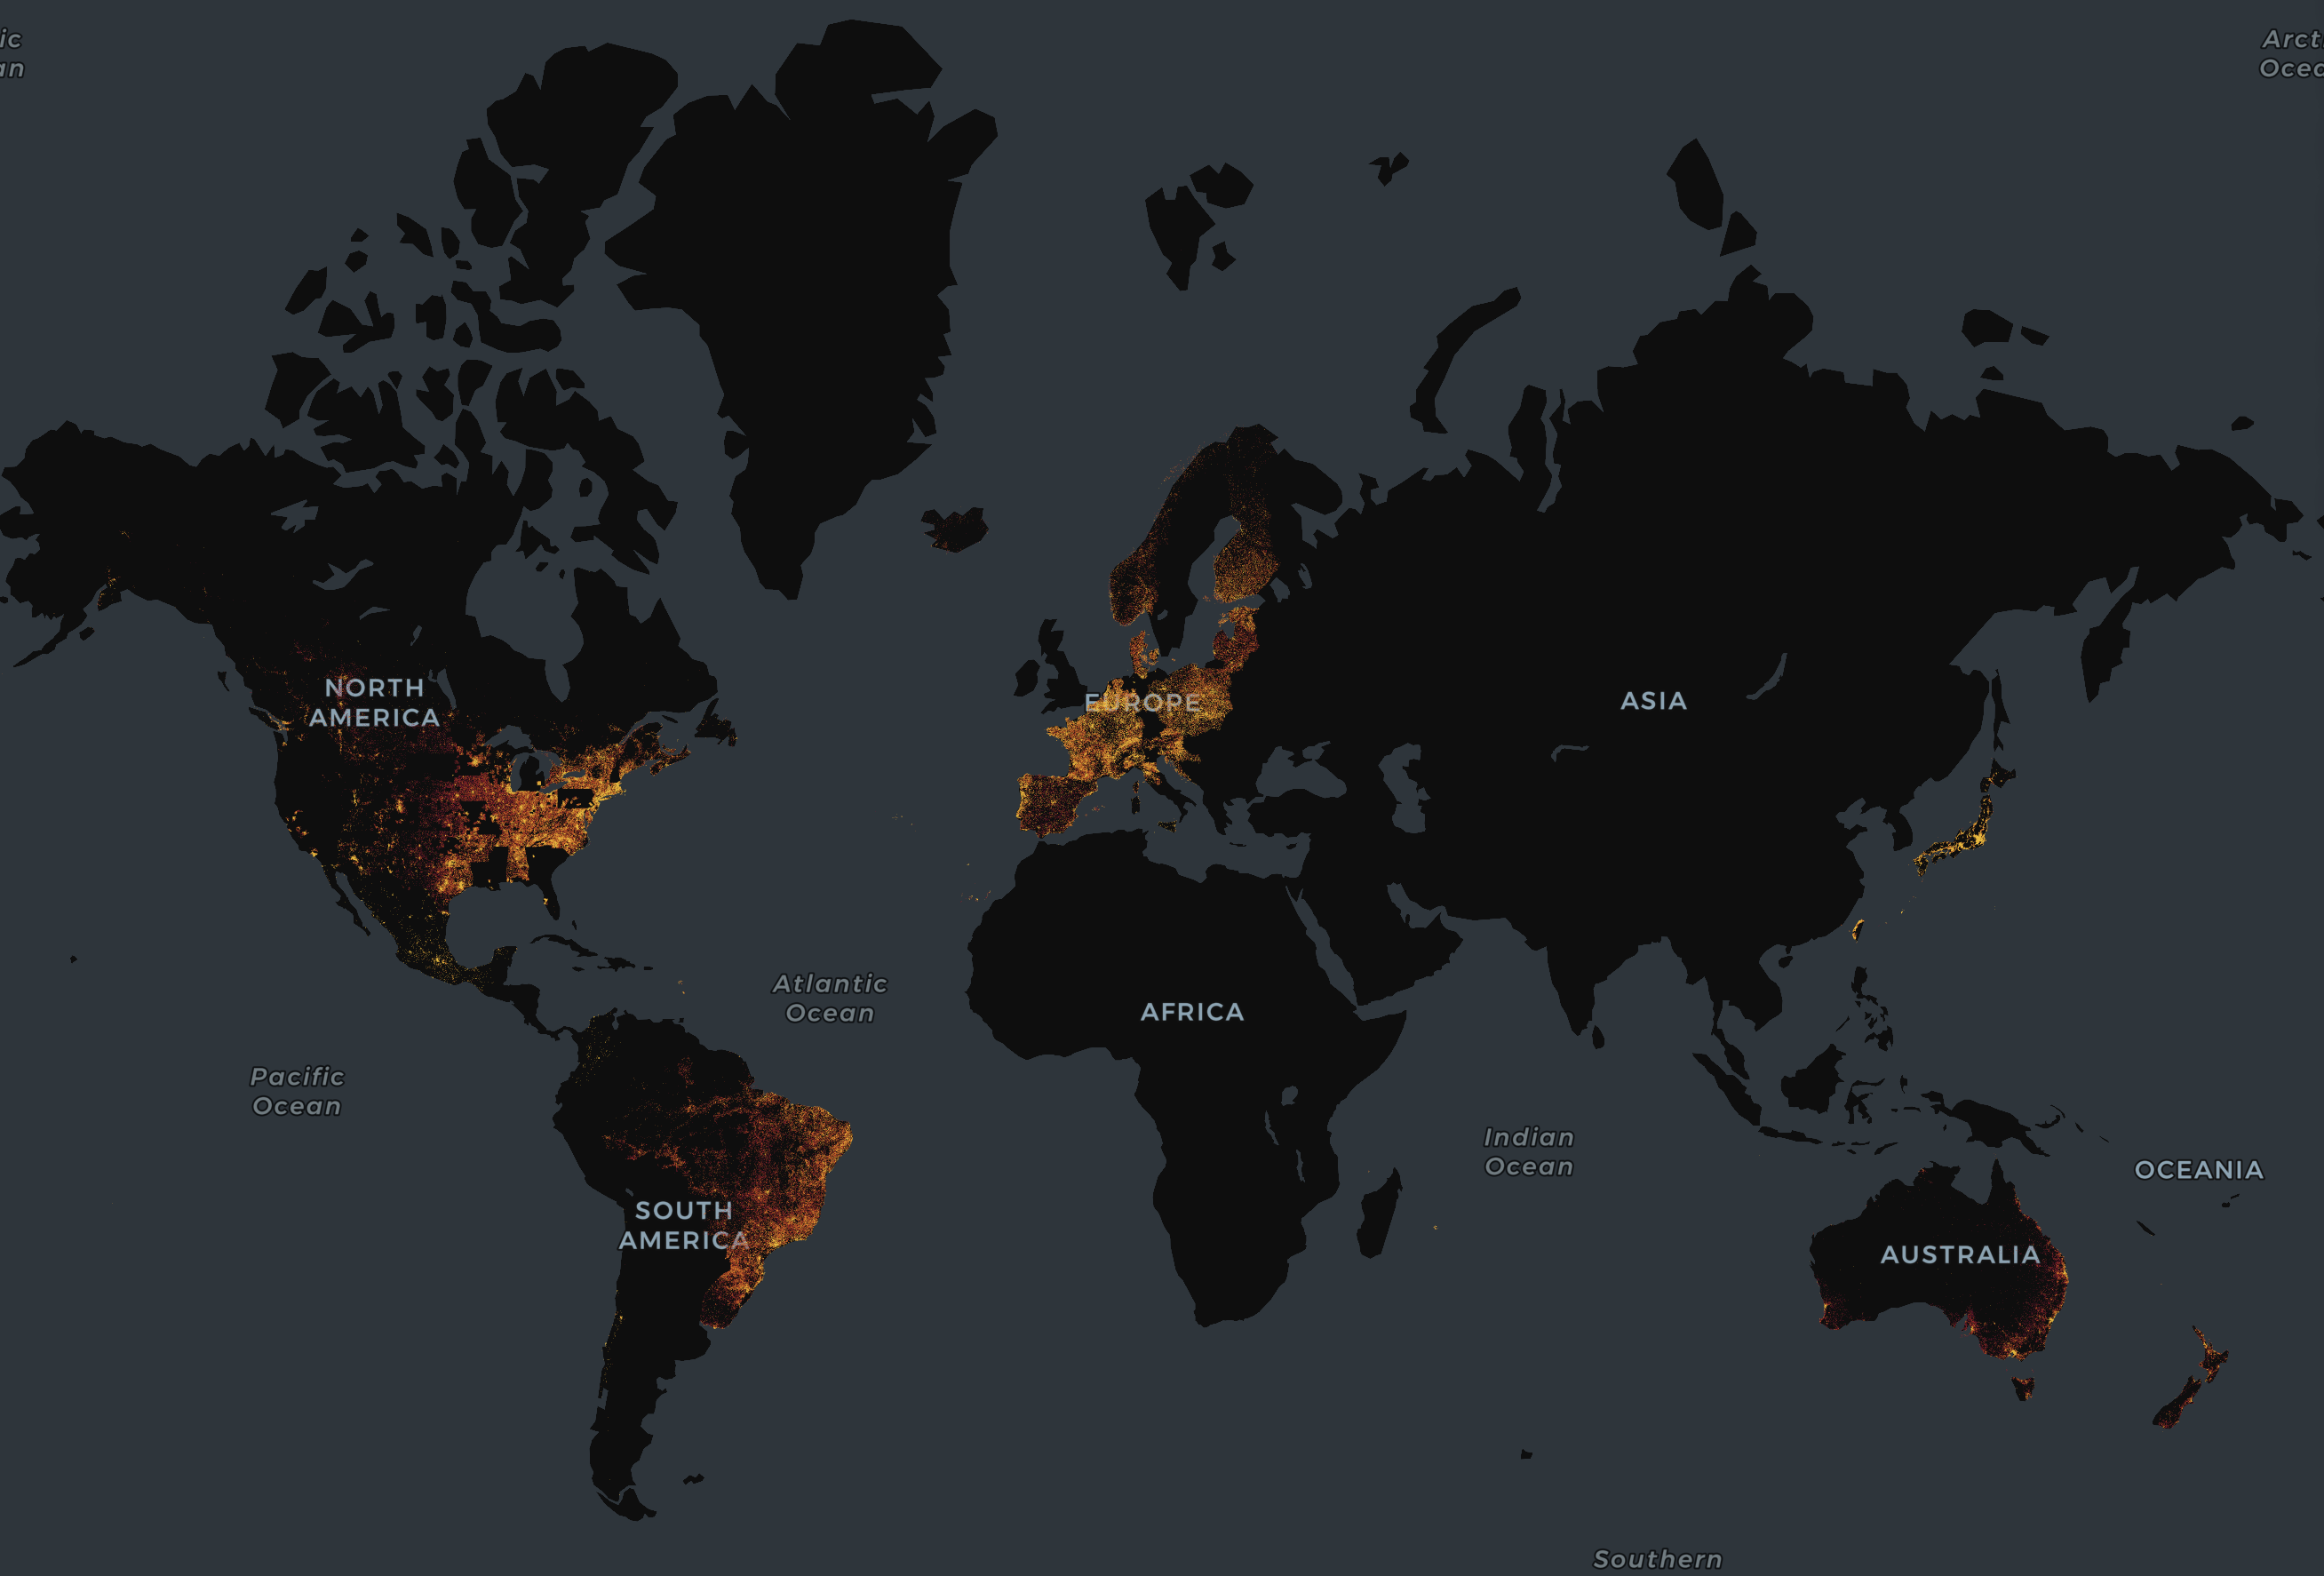 ic
an
Arct
Ocea
NORTH
AMERICA
EUROPE
ASIA
Atlantic
Ocean
AFRICA
Pacific
Ocean
Indian
Ocean
OCEANIA
SOUTH
AMERICA
AUSTRALIA
Southern